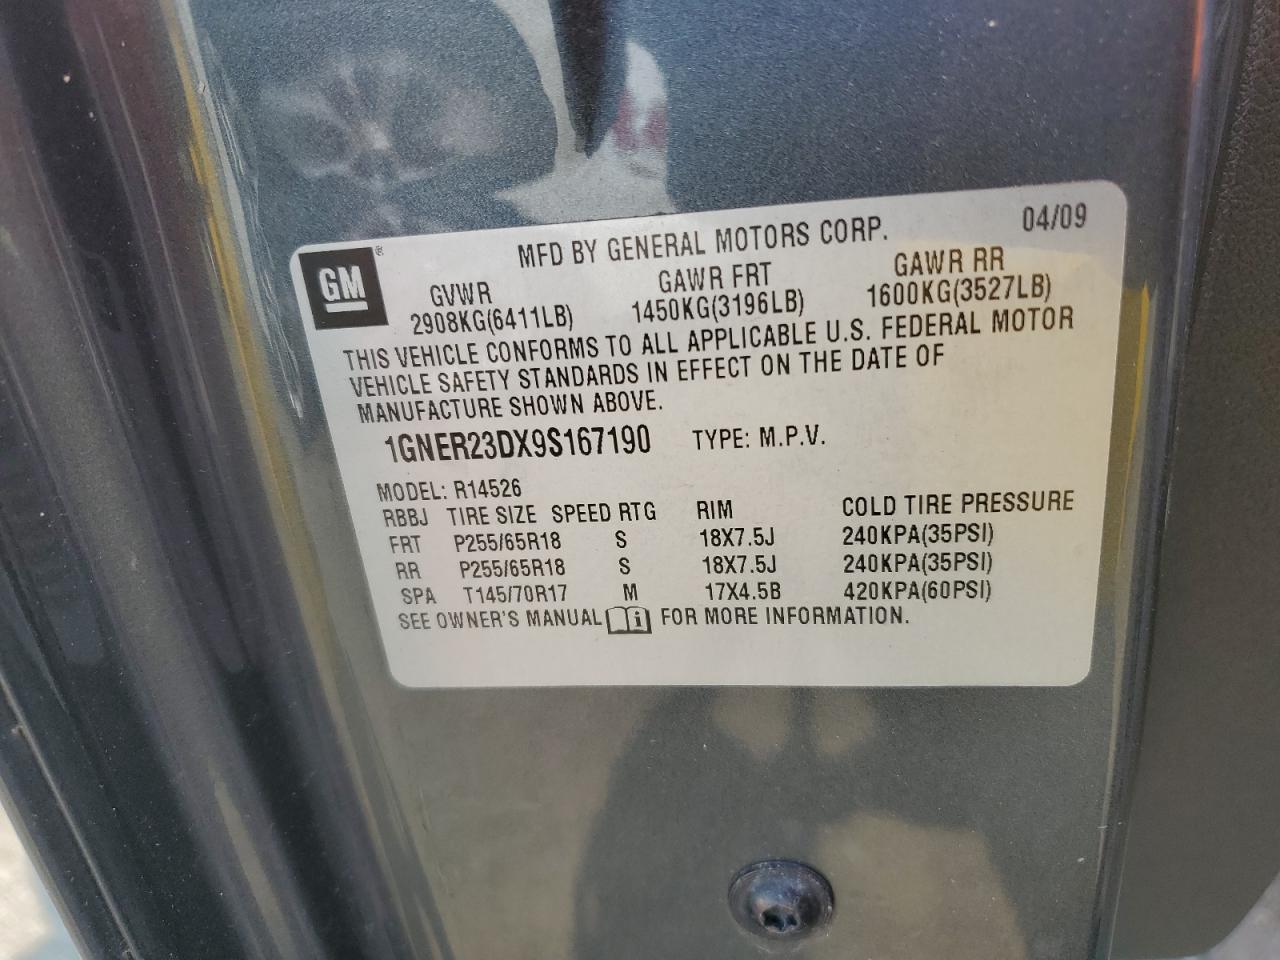 MFD BY GENERAL MOTORS CORP. 04/09
GM®
GVWR GAWR FRT GAWR RR
2908KG(6411LB) 1450KG(3196LB) 1600KG(3527LB)
THIS VEHICLE CONFORMS TO ALL APPLICABLE U.S. FEDERAL MOTOR
VEHICLE SAFETY STANDARDS IN EFFECT ON THE DATE OF
MANUFACTURE SHOWN ABOVE.
1GNER23DX9S167190 TYPE: M.P.V.
MODEL: R14526
RBBJ TIRE SIZE SPEED RTG RIM COLD TIRE PRESSURE
FRT P255/65R18 S 18X7.5J 240KPA(35PSI)
RR P255/65R18 S 18X7.5J 240KPA(35PSI)
SPA T145/70R17 M 17X4.5B 420KPA(60PSI)
SEE OWNER'S MANUAL i FOR MORE INFORMATION.